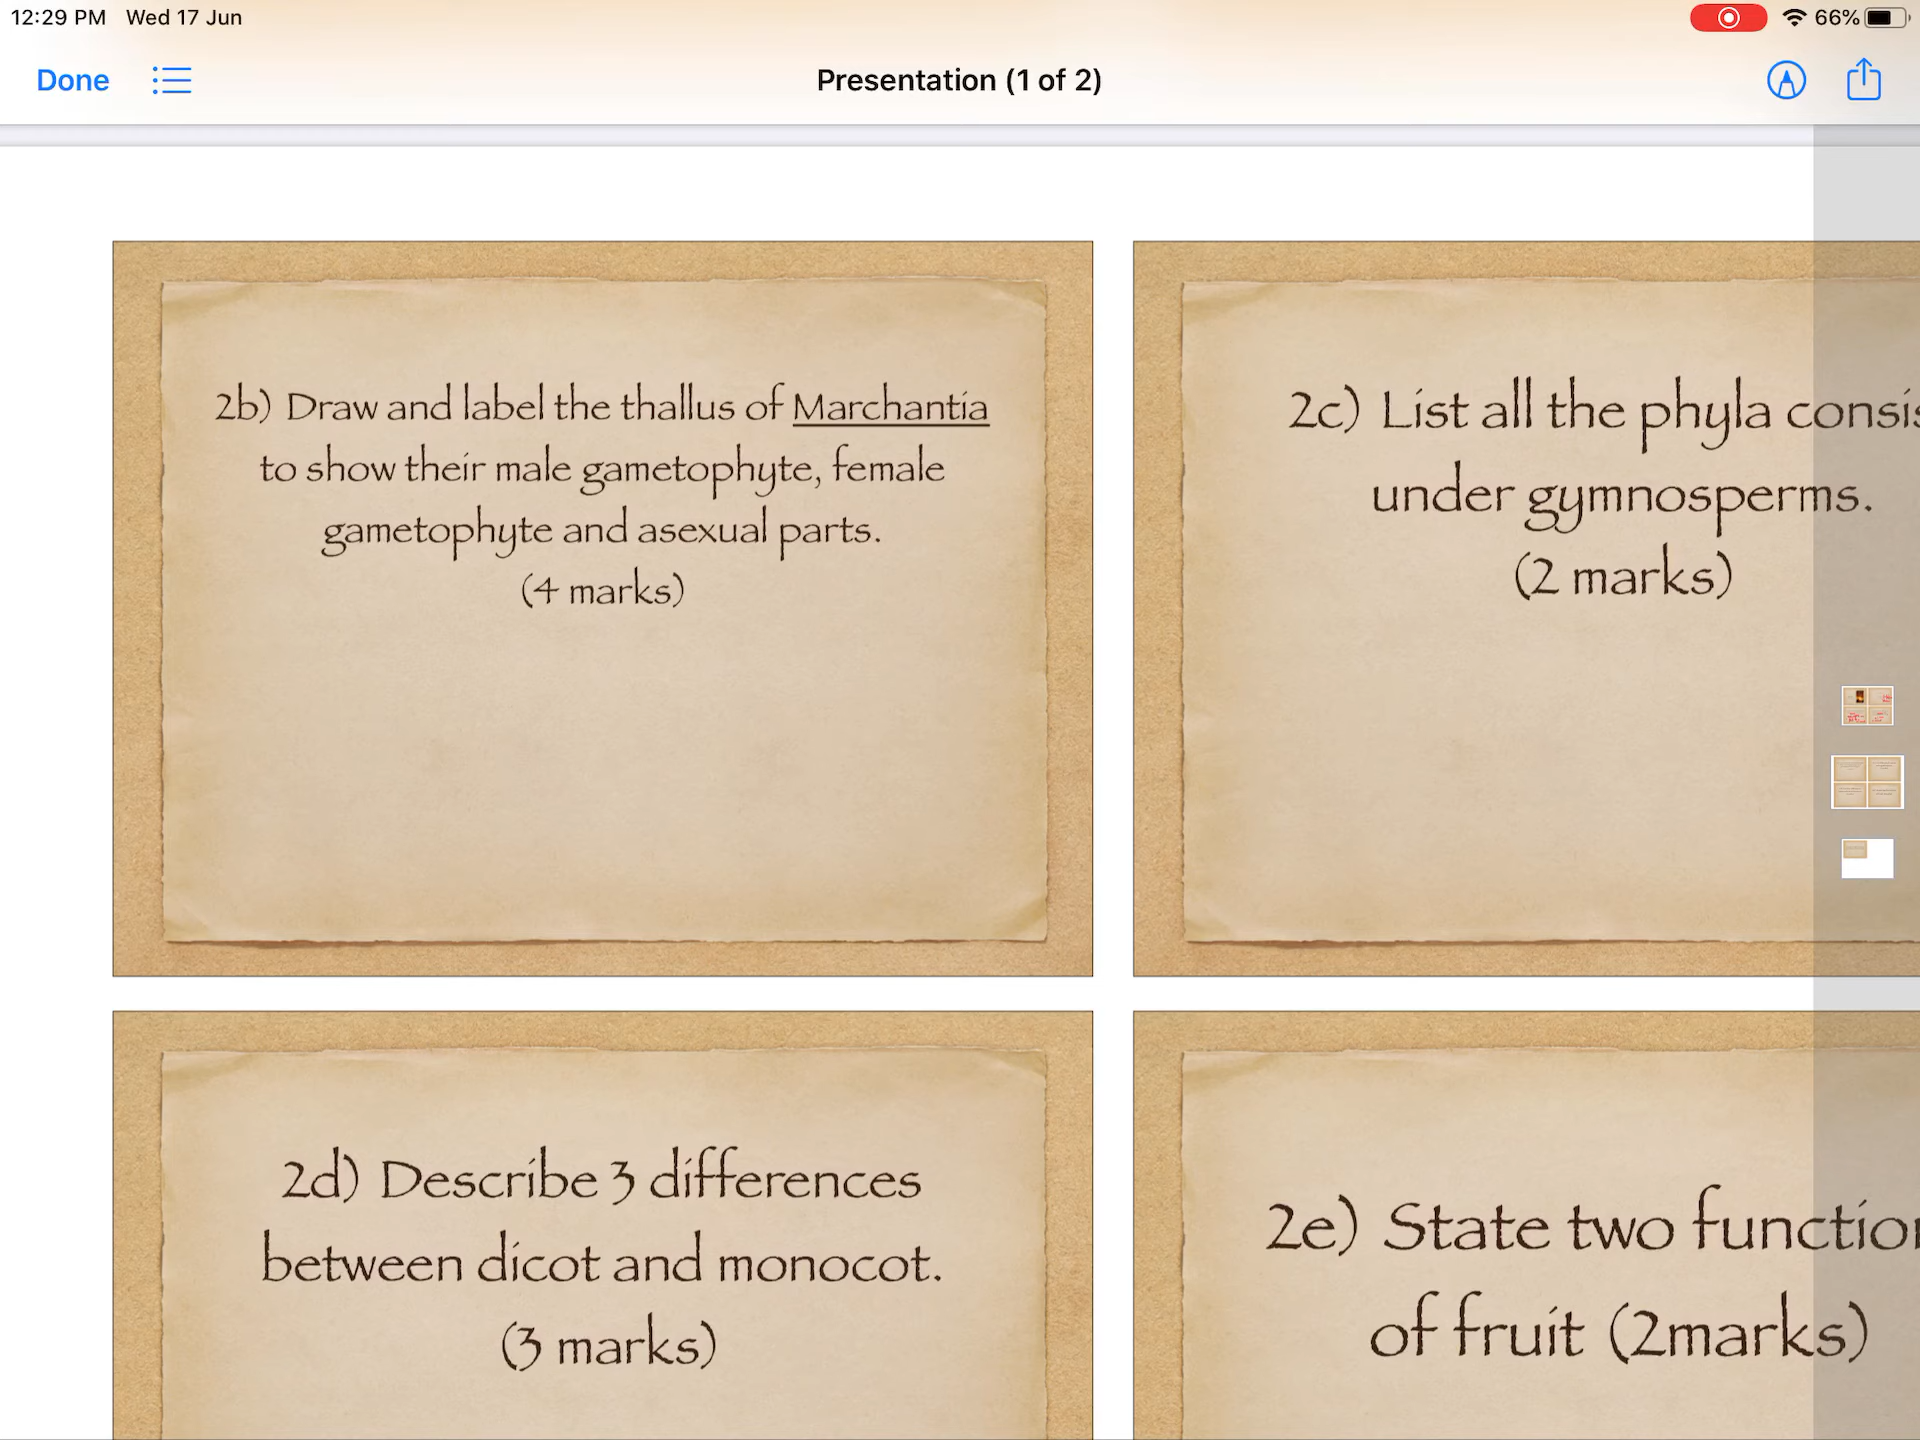 12:29 PM Wed 17 Jun
66%
Done
Presentation (1 of 2)
2b) Draw and label the thallus of Marchantia
to show their male gametophyte, female
gametophyte and asexual parts.
(4 marks)
2c) List all the phyla
under gymnosperms.
(2 marks)
2d) Describe 3 differences
between dicot and monocot.
(3 marks)
2e) State two
of fruit (2marks)